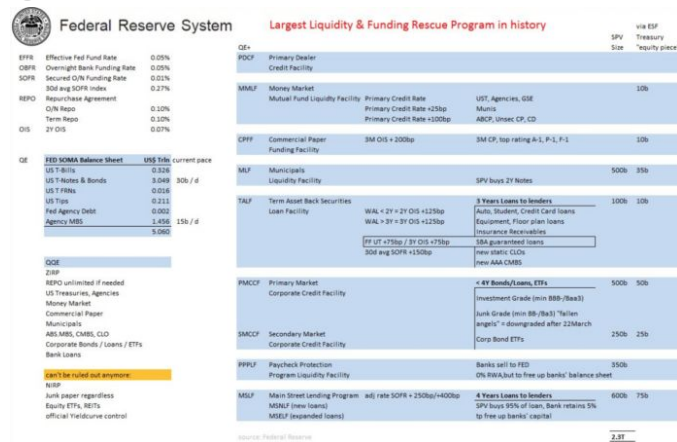 Federal Reserve System
Largest Liquidity & Funding Rescue Program in history
via ESF
SPV Treasury
QE+ Size "equity piece
EFFR Effective Fed Fund Rate 0.05%
OBFR Overnight Bank Funding Rate 0.05%
SOFR Secured O/N Funding Rate 0.01%
30d avg SOFR index 0.27%
REPO Repurchase Agreement
O/N Repo 0.10%
Term Repo 0.10%
OIS 2Y OIS 0.07%
QE FED SOMA Balance Sheet US$ Trln current pace
US T-Bills 0.326
US T-Notes & Bonds 3.049 30b / d
US T FRNs 0.016
US Tips 0.211
Fed Agency Debt 0.002
Agency MBS 1.456 15b / d
5.060
QQE
ZIRP
REPO unlimited if needed
US Treasuries, Agencies
Money Market
Commercial Paper
Municipals
ABS,MBS, CMBS, CLO
Corporate Bonds / Loans / ETFs
Bank Loans
can't be ruled out anymore:
NIRP
Junk paper regardless
Equity ETFs, REITs
official Yieldcurve control
PDCF Primary Dealer
Credit Facility
MMLF Money Market 10b
Mutual Fund Liquidty Facility Primary Credit Rate UST, Agencies, GSE
Primary Credit Rate +25bp Munis
Primary Credit Rate +100bp ABCP, Unsec CP, CD
CPFF Commercial Paper 3M OIS + 200bp 3M CP, top rating A-1, P-1, F-1 10b
Funding Facility
MLF Municipals 500b 35b
Liquidity Facility SPV buys 2Y Notes
TALF Term Asset Back Securities 3 Years Loans to lenders 100b 10b
Loan Facility WAL < 2Y = 2Y OIS +125bp Auto, Student, Credit Card loans
WAL > 3Y = 3Y OIS +125bp Equipment, Floor plan loans
Insurance Receivables
FF UT +75bp / 3Y OIS +75bp SBA guaranteed loans
30d avg SOFR +150bp new static CLOs
new AAA CMBS
PMCCF Primary Market < 4Y Bonds/Loans, ETFs 500b 50b
Corporate Credit Facility
Investment Grade (min BBB-/Baa3)
Junk Grade (min BB-/Ba3) "fallen
angels" = downgraded after 22March
SMCCF Secondary Market Corp Bond ETFs 250b 25b
Corporate Credit Facility
PPPLF Paycheck Protection Banks sell to FED 350b
Program Liquidity Facility 0% RWA,but to free up banks' balance sheet
MSLF Main Street Lending Program adj rate SOFR + 250bp/+400bp 4 Years Loans to lenders 600b 75b
MSNLF (new loans) SPV buys 95% of loan, Bank retains 5%
MSELF (expanded loans) tp free up banks' capital
source: Federal Reserve 2.3T